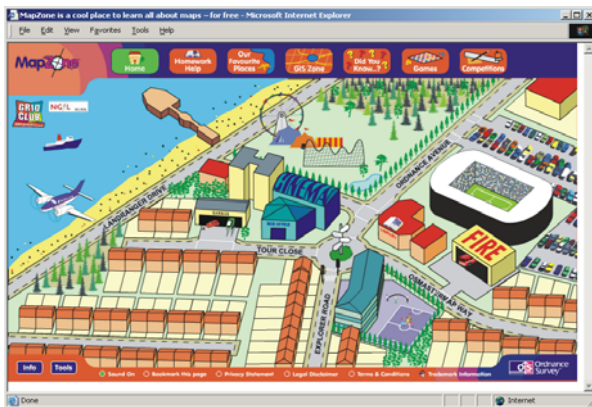 MapZone is a cool place to learn all about maps -- for free - Microsoft Internet Explorer
File Edit View Favorites Tools Help
MapZone
Home
Homework
Help
Our
Favourite
Places
GIS Zone
Did You
Know...?
Games
Competitions
GRID
CLUB
NGfL
CINEMA
LANDRANGER DRIVE
ORDNANCE AVENUE
TOUR CLOSE
EXPLORER ROAD
FIRE
OS MASTERMAP WAY
Info
Tools
Sound On
Bookmark this page
Privacy Statement
Legal Disclaimer
Terms & Conditions
Trademark Information
Ordnance
Survey
Done
Internet